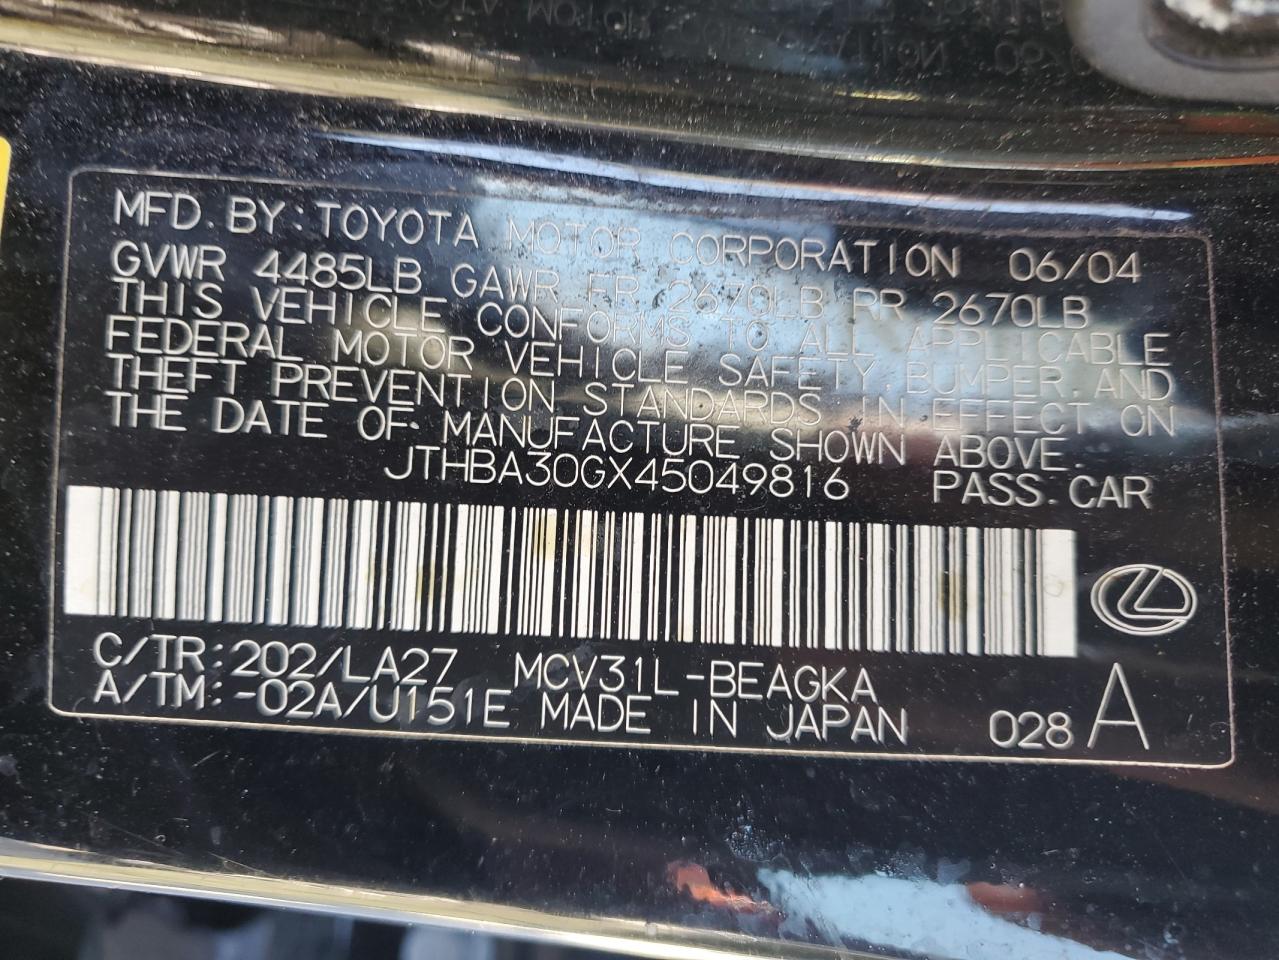 MFD. BY: TOYOTA MOTOR CORPORATION 06/04
GVWR 4485LB GAWR FR 2670LB RR 2670LB
THIS VEHICLE CONFORMS TO ALL APPLICABLE
FEDERAL MOTOR VEHICLE SAFETY, BUMPER, AND
THEFT PREVENTION STANDARDS IN EFFECT ON
THE DATE OF MANUFACTURE SHOWN ABOVE.
JTHBA30GX45049816 PASS. CAR
C/TR: 202/LA27 MCV31L-BEAGKA
A/TM: -02A/U151E MADE IN JAPAN 028 A